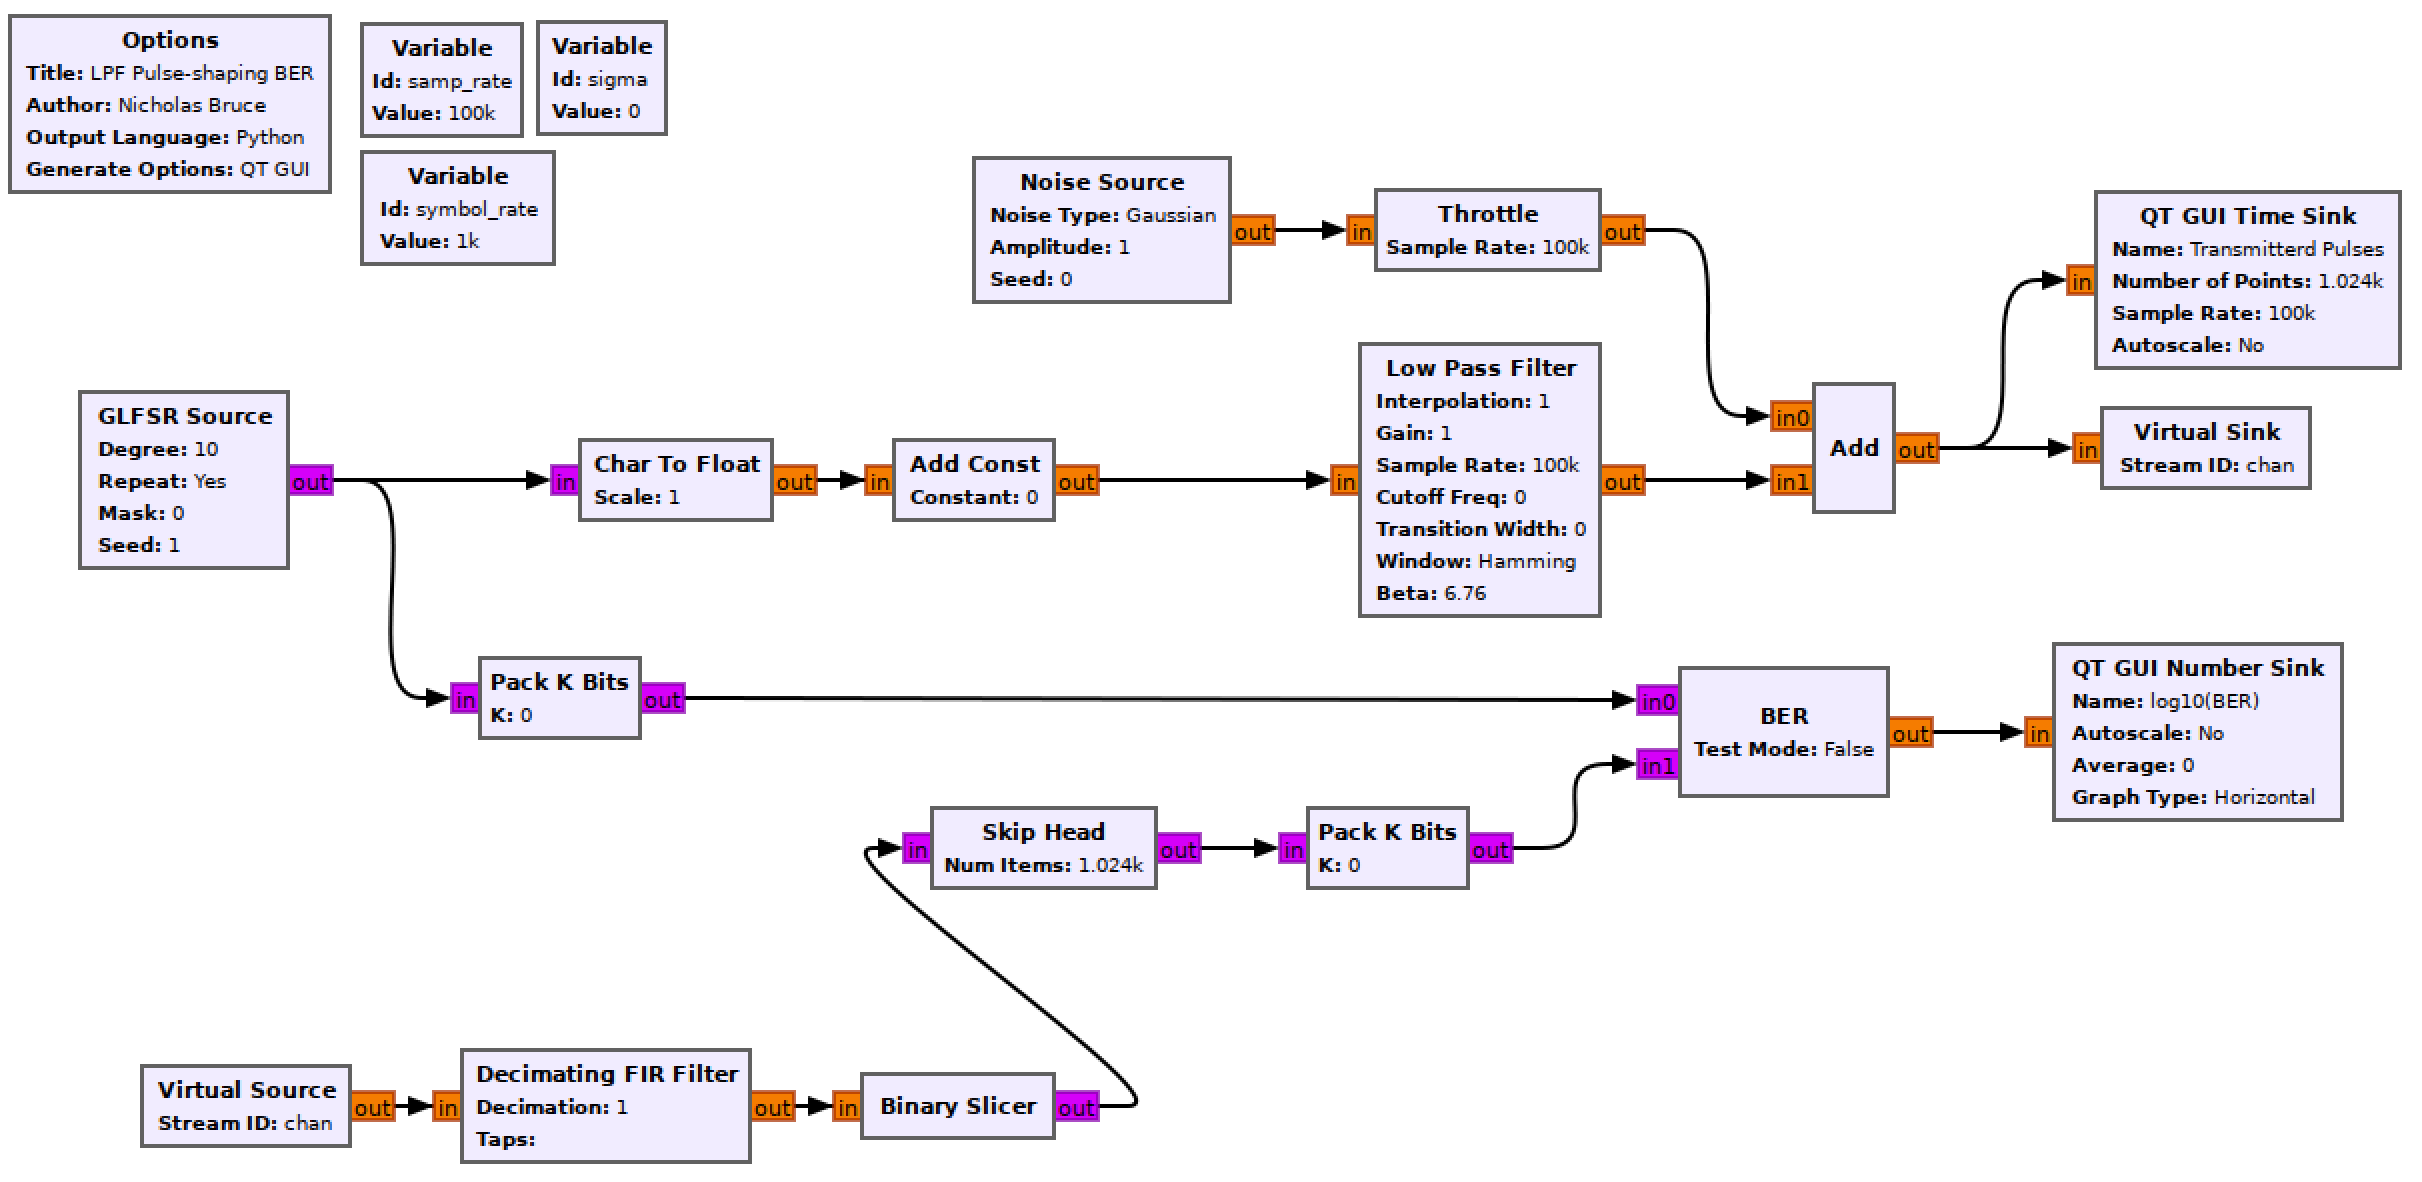 Options
Title: LPF Pulse-shaping BER
Author: Nicholas Bruce
Output Language: Python
Generate Options: QT GUI
Variable
Id: samp_rate
Value: 100k
Variable
Id: sigma
Value: 0
Variable
Id: symbol_rate
Value: 1k
Noise Source
Noise Type: Gaussian
Amplitude: 1
Seed: 0
out
in
Throttle
Sample Rate: 100k
out
in
QT GUI Time Sink
Name: Transmitterd Pulses
Number of Points: 1.024k
Sample Rate: 100k
Autoscale: No
GLFSR Source
Degree: 10
Repeat: Yes
Mask: 0
Seed: 1
out
in
Char To Float
Scale: 1
out
in
Add Const
Constant: 0
out
in
Low Pass Filter
Interpolation: 1
Gain: 1
Sample Rate: 100k
Cutoff Freq: 0
Transition Width: 0
Window: Hamming
Beta: 6.76
out
in0
in1
Add
out
in
Virtual Sink
Stream ID: chan
in
Pack K Bits
K: 0
out
in0
in1
BER
Test Mode: False
out
in
QT GUI Number Sink
Name: log10(BER)
Autoscale: No
Average: 0
Graph Type: Horizontal
in
Skip Head
Num Items: 1.024k
out
in
Pack K Bits
K: 0
out
Virtual Source
Stream ID: chan
out
in
Decimating FIR Filter
Decimation: 1
Taps:
out
in
Binary Slicer
out